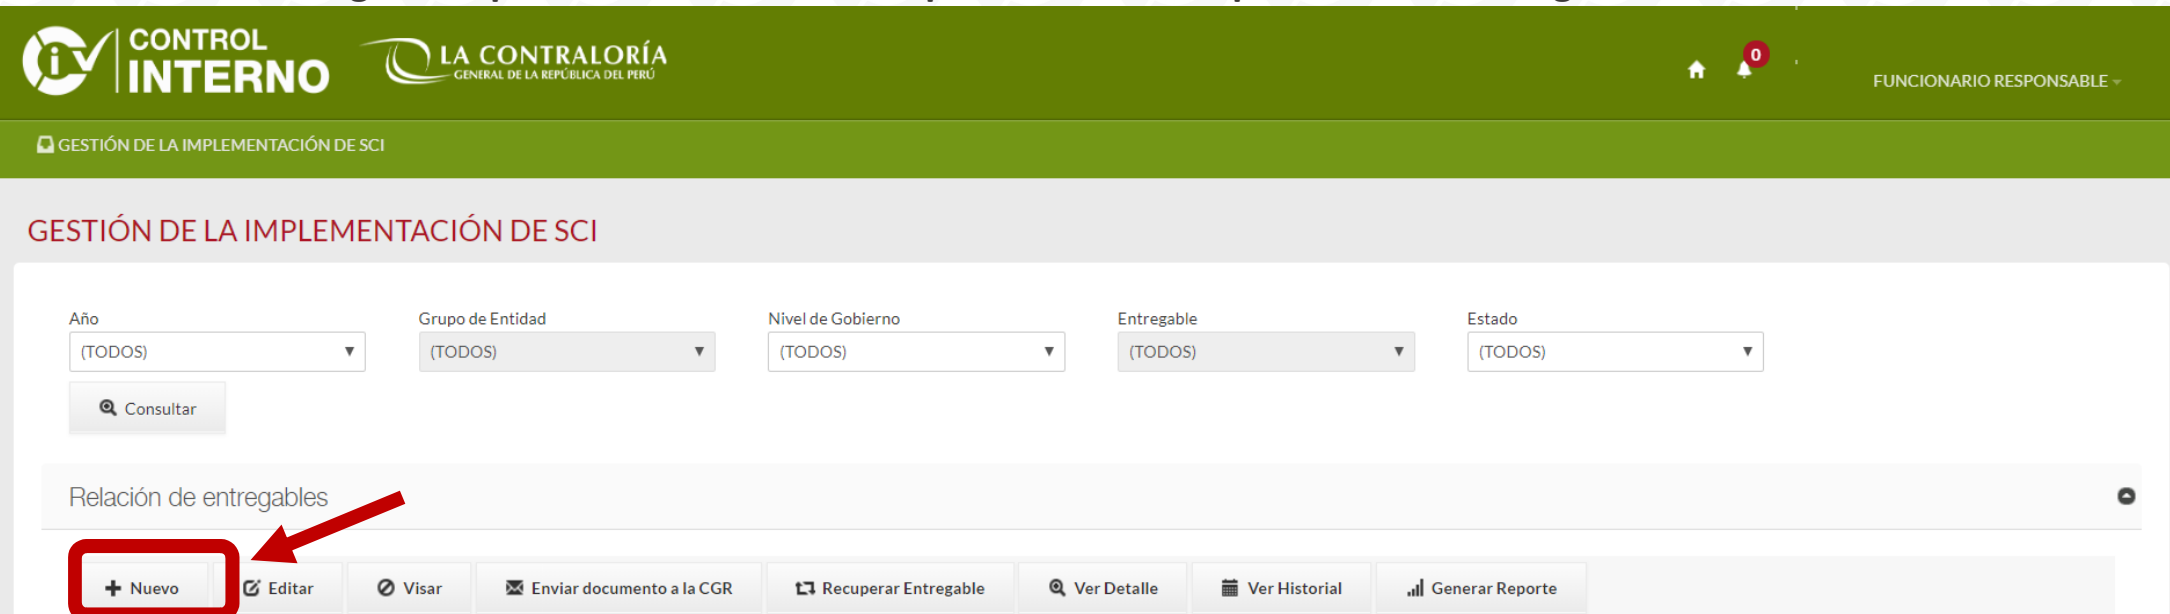 CONTROL
INTERNO
LA CONTRALORÍA
GENERAL DE LA REPÚBLICA DEL PERÚ
0
FUNCIONARIO RESPONSABLE
GESTIÓN DE LA IMPLEMENTACIÓN DE SCI
GESTIÓN DE LA IMPLEMENTACIÓN DE SCI
Año Grupo de Entidad Nivel de Gobierno Entregable Estado
(TODOS) (TODOS) (TODOS) (TODOS) (TODOS)
Consultar
Relación de entregables
Nuevo Editar Visar Enviar documento a la CGR Recuperar Entregable Ver Detalle Ver Historial Generar Reporte